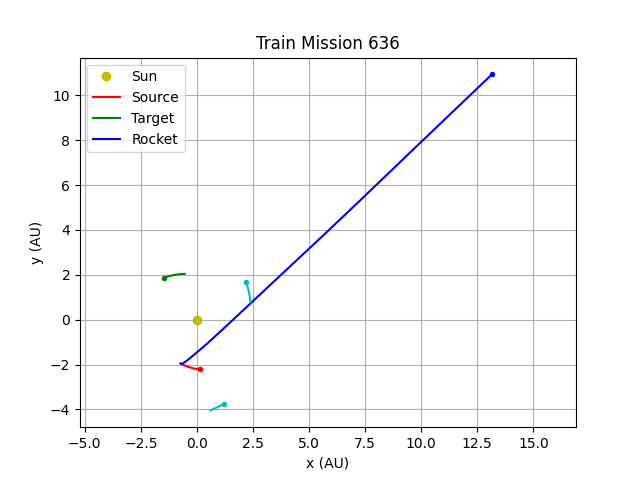 Train Mission 636
Sun
Source
Target
Rocket
y (AU)
10
8
6
4
2
0
−2
−4
−5.0 −2.5 0.0 2.5 5.0 7.5 10.0 12.5 15.0
x (AU)